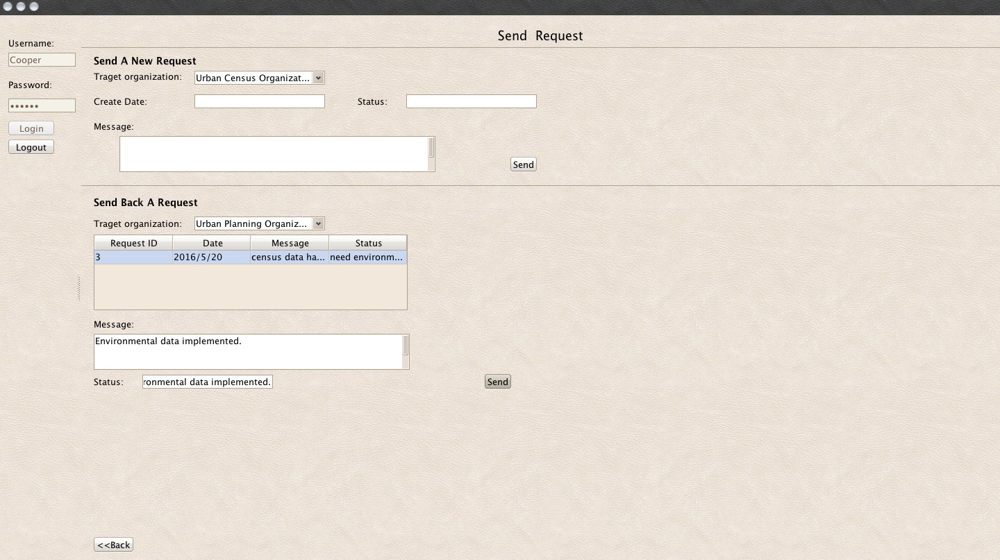 Send Request
Username:
Cooper
Password:
••••••
Login
Logout
Send A New Request
Traget organization: Urban Census Organizat...
Create Date: Status:
Message:
Send
Send Back A Request
Traget organization: Urban Planning Organiz...
Request ID Date Message Status
3 2016/5/20 census data ha... need environm...
Message:
Environmental data implemented.
Status: ronmental data implemented. Send
<<Back